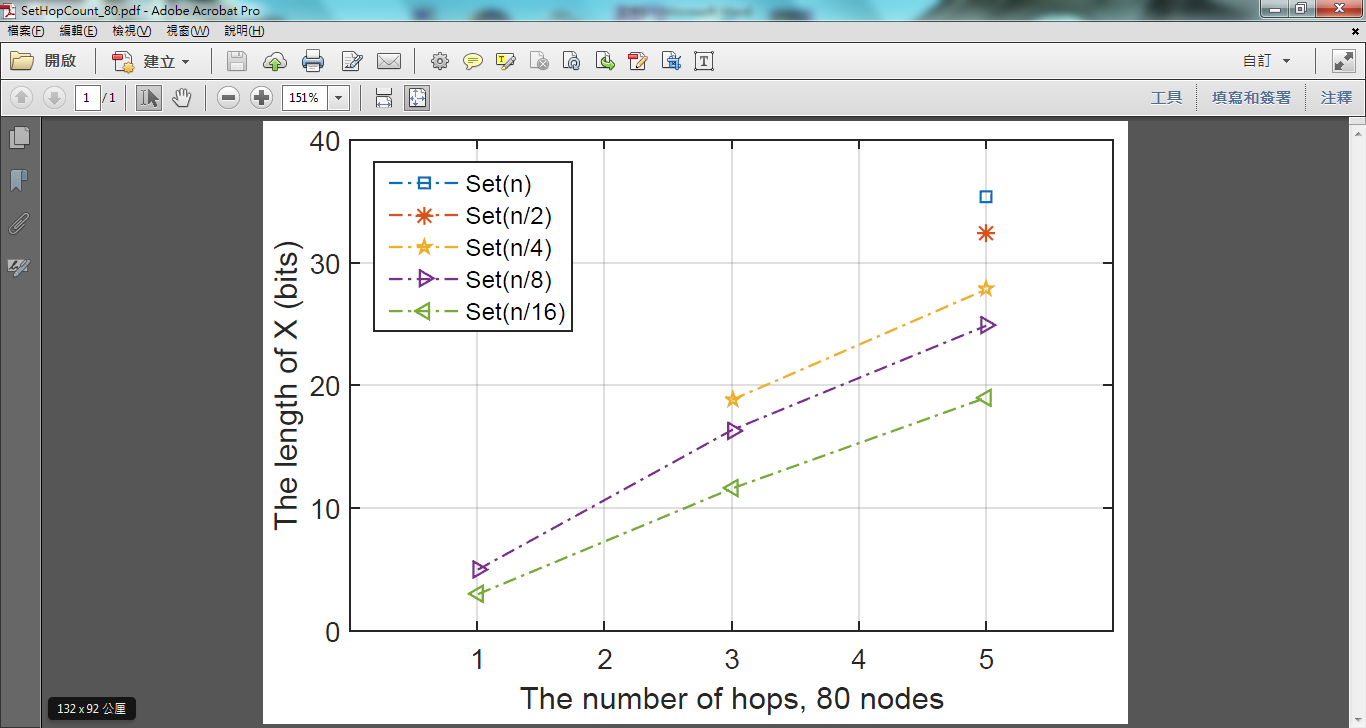 SetHopCount_80.pdf - Adobe Acrobat Pro
檔案(F) 編輯(E) 檢視(V) 視窗(W) 說明(H)
開啟 建立 自訂
1 / 1 151% 工具 填寫和簽署 注釋
40
30
20
10
0
The length of X (bits)
Set(n)
Set(n/2)
Set(n/4)
Set(n/8)
Set(n/16)
1 2 3 4 5
The number of hops, 80 nodes
132 x 92 公厘